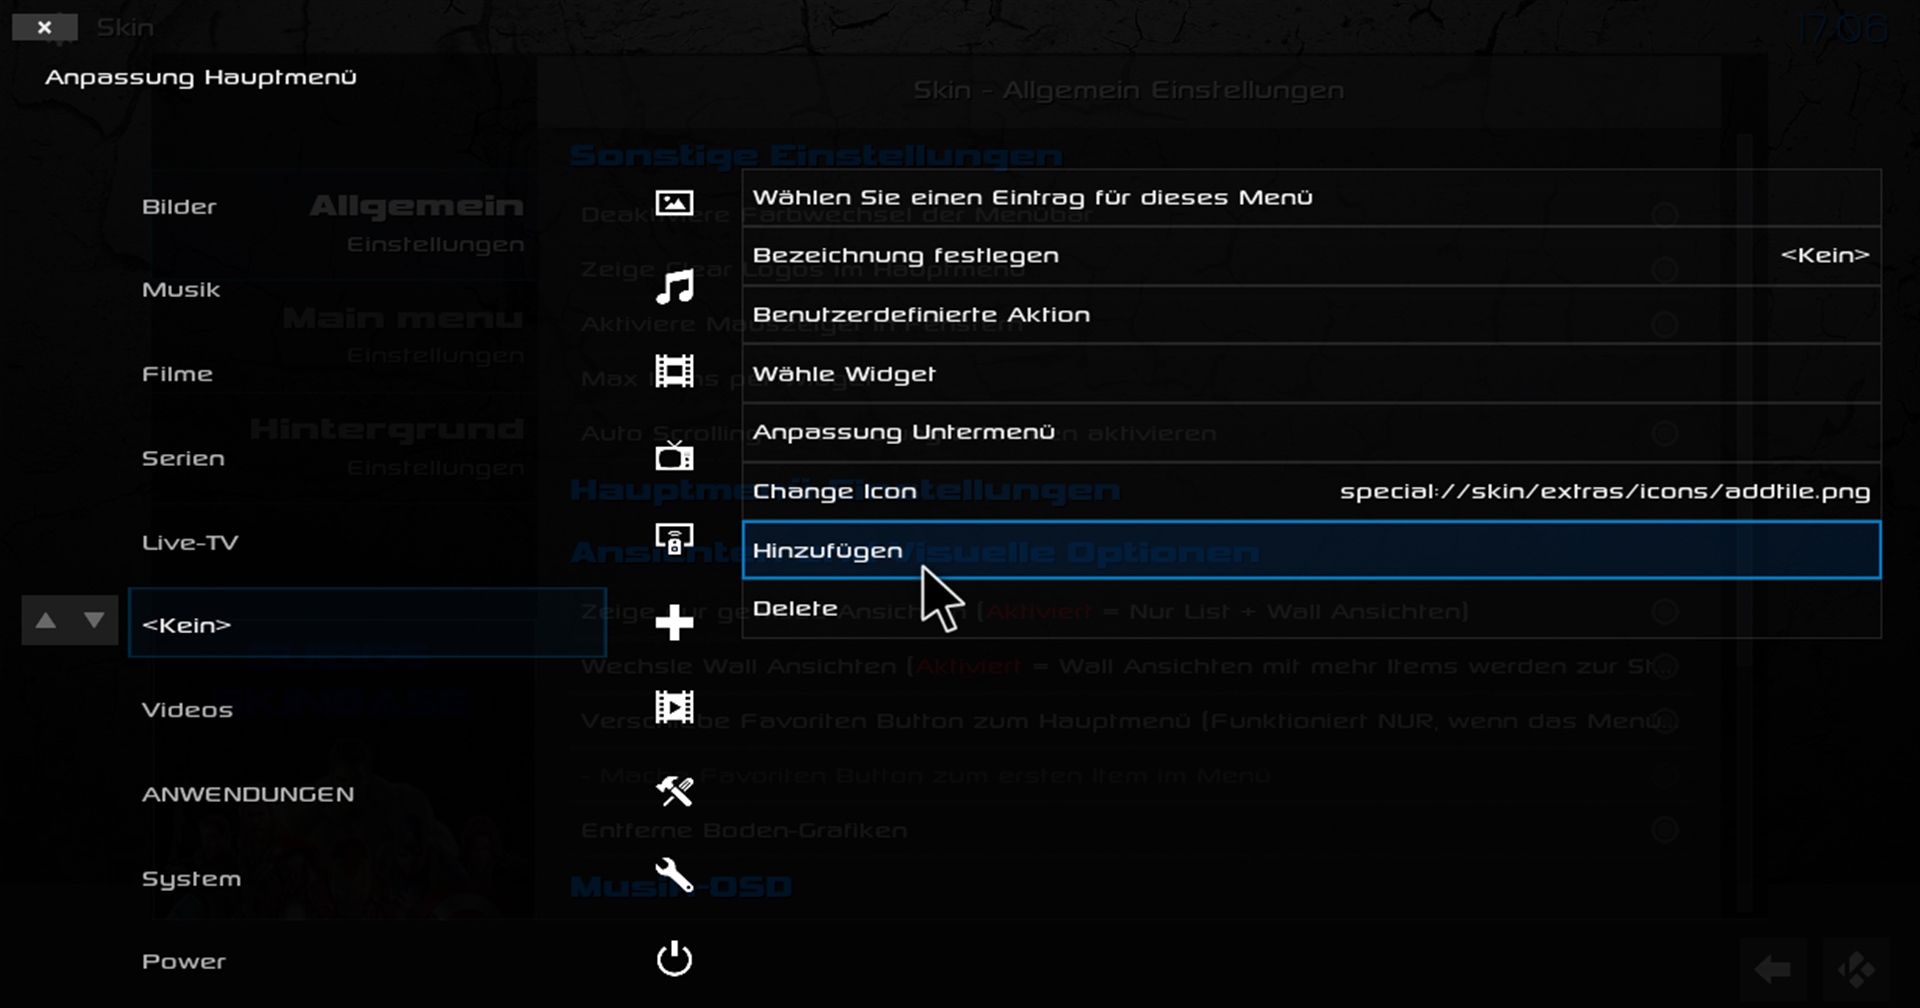 Skin
17:08
Anpassung Hauptmenü
Skin - Allgemein Einstellungen
Sonstige Einstellungen
Bilder
Allgemein
Einstellungen
Wählen Sie einen Eintrag für dieses Menü
Deaktiviere Farbwechsel der Menübar
Bezeichnung festlegen
<Kein>
Zeige Clear Logos im Hauptmenü
Musik
Main menu
Einstellungen
Benutzerdefinierte Aktion
Aktiviere Mauszeiger in Fenstern
Filme
Wähle Widget
Max
Hintergrund
Einstellungen
Anpassung Untermenü
Auto Scrolling
aktivieren
Serien
Change Icon
special://skin/extras/icons/addtile.png
Hauptmenü Einstellungen
Live-TV
Hinzufügen
Ansichten und Visuelle Optionen
<Kein>
Delete
Zeige nur
(Aktiviert = Nur List + Wall Ansichten)
Wechsle Wall Ansichten (Aktiviert = Wall Ansichten mit mehr Items werden zur St...
Videos
Verschiebe Favoriten Button zum Hauptmenü (Funktioniert NUR, wenn das Menü...
- Mache Favoriten Button zum ersten Item im Menü
ANWENDUNGEN
Entferne Boden-Grafiken
System
Musik-OSD
Power